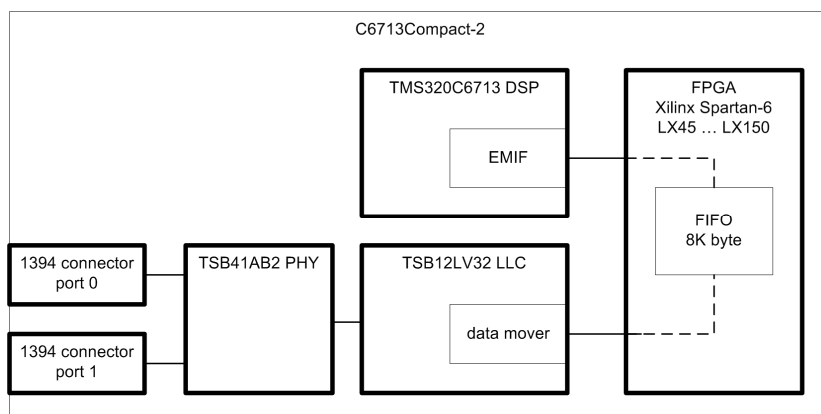 C6713Compact-2
TMS320C6713 DSP
EMIF
FPGA
Xilinx Spartan-6
LX45 … LX150
FIFO
8K byte
1394 connector
port 0
1394 connector
port 1
TSB41AB2 PHY
TSB12LV32 LLC
data mover